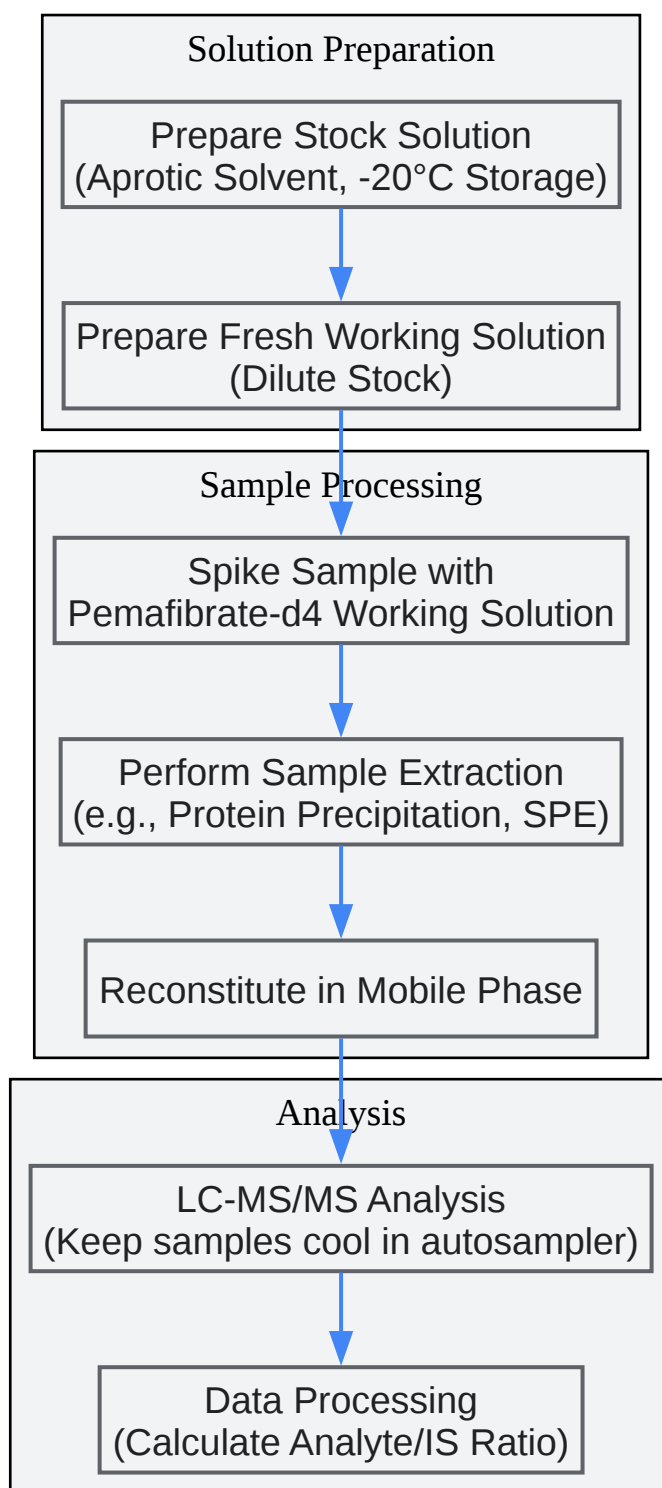 Solution Preparation
Prepare Stock Solution
(Aprotic Solvent, -20°C Storage)
Prepare Fresh Working Solution
(Dilute Stock)
Sample Processing
Spike Sample with
Pemafibrate-d4 Working Solution
Perform Sample Extraction
(e.g., Protein Precipitation, SPE)
Reconstitute in Mobile Phase
Analysis
LC-MS/MS Analysis
(Keep samples cool in autosampler)
Data Processing
(Calculate Analyte/IS Ratio)